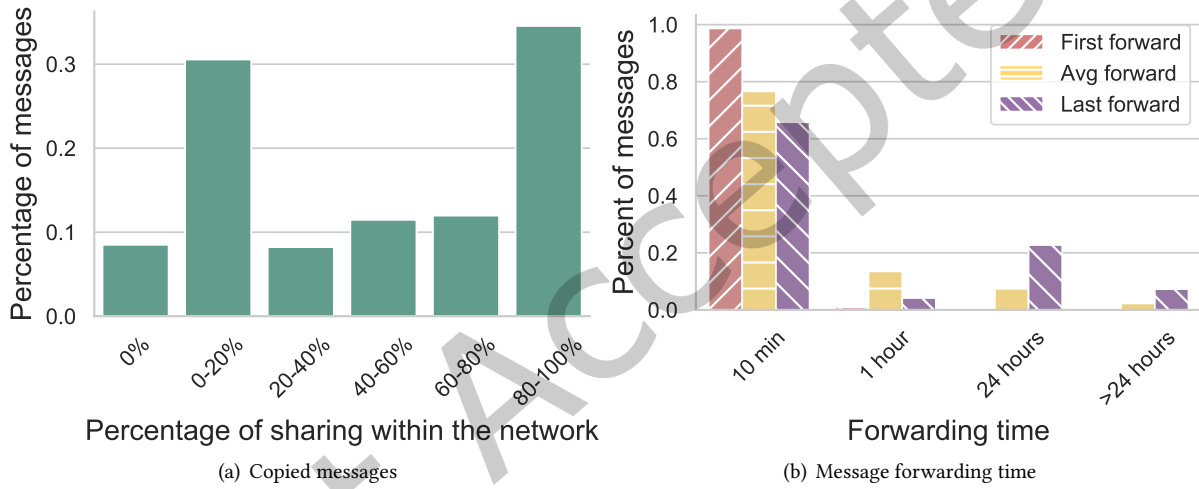 Percentage of messages
0.3
0.2
0.1
0.0
0%
0-20%
20-40%
40-60%
60-80%
80-100%
Percentage of sharing within the network
(a) Copied messages
Percent of messages
1.0
0.8
0.6
0.4
0.2
0.0
First forward
Avg forward
Last forward
10 min
1 hour
24 hours
>24 hours
Forwarding time
(b) Message forwarding time
Accepte